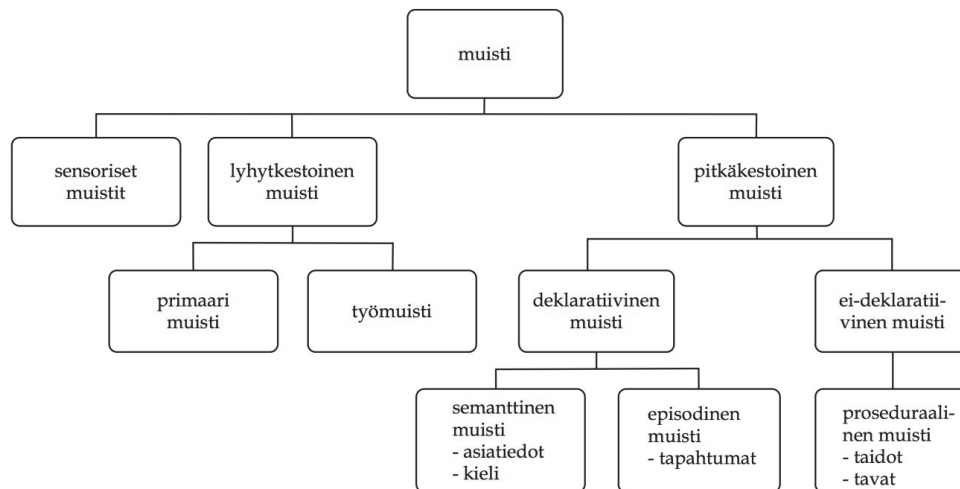 muisti
sensoriset
muistit
lyhytkestoinen
muisti
pitkäkestoinen
muisti
primaari
muisti
työmuisti
deklaratiivinen
muisti
ei-deklaratii-
vinen muisti
semanttinen
muisti
- asiatiedot
- kieli
episodinen
muisti
- tapahtumat
proseduraali-
nen muisti
- taidot
- tavat